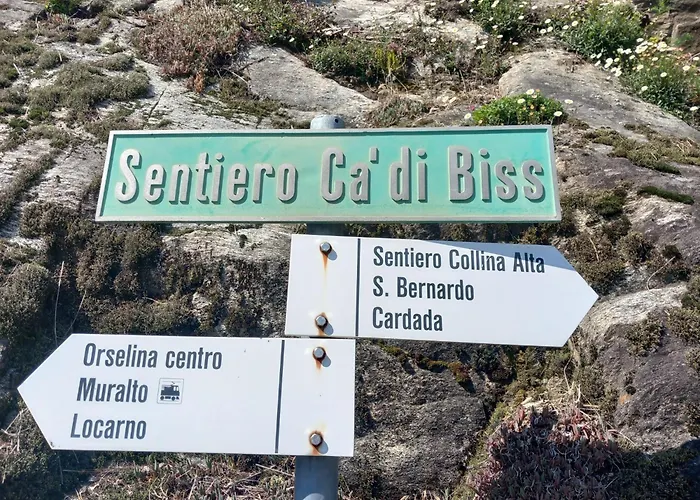 Sentiero Ca'di Biss
Sentiero Collina Alta
S. Bernardo
Cardada
Orselina centro
Muralto
Locarno